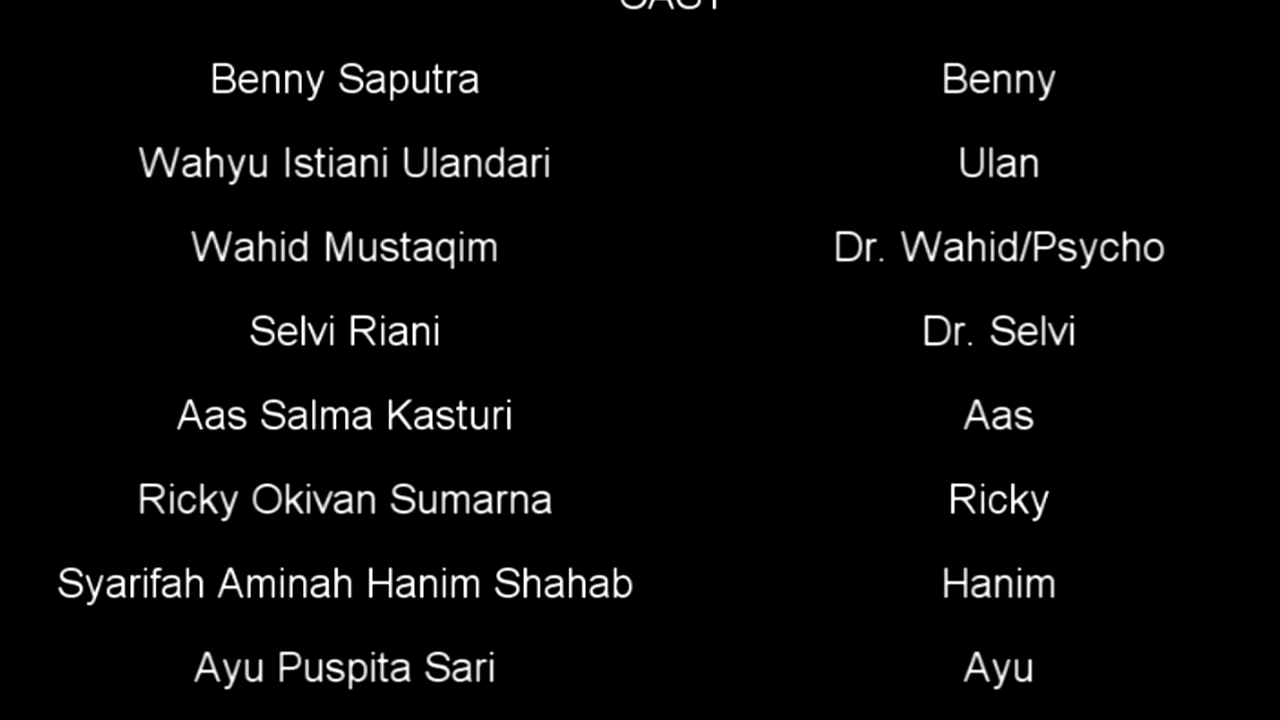 CAST
Benny Saputra Benny
Wahyu Istiani Ulandari Ulan
Wahid Mustaqim Dr. Wahid/Psycho
Selvi Riani Dr. Selvi
Aas Salma Kasturi Aas
Ricky Okivan Sumarna Ricky
Syarifah Aminah Hanim Shahab Hanim
Ayu Puspita Sari Ayu